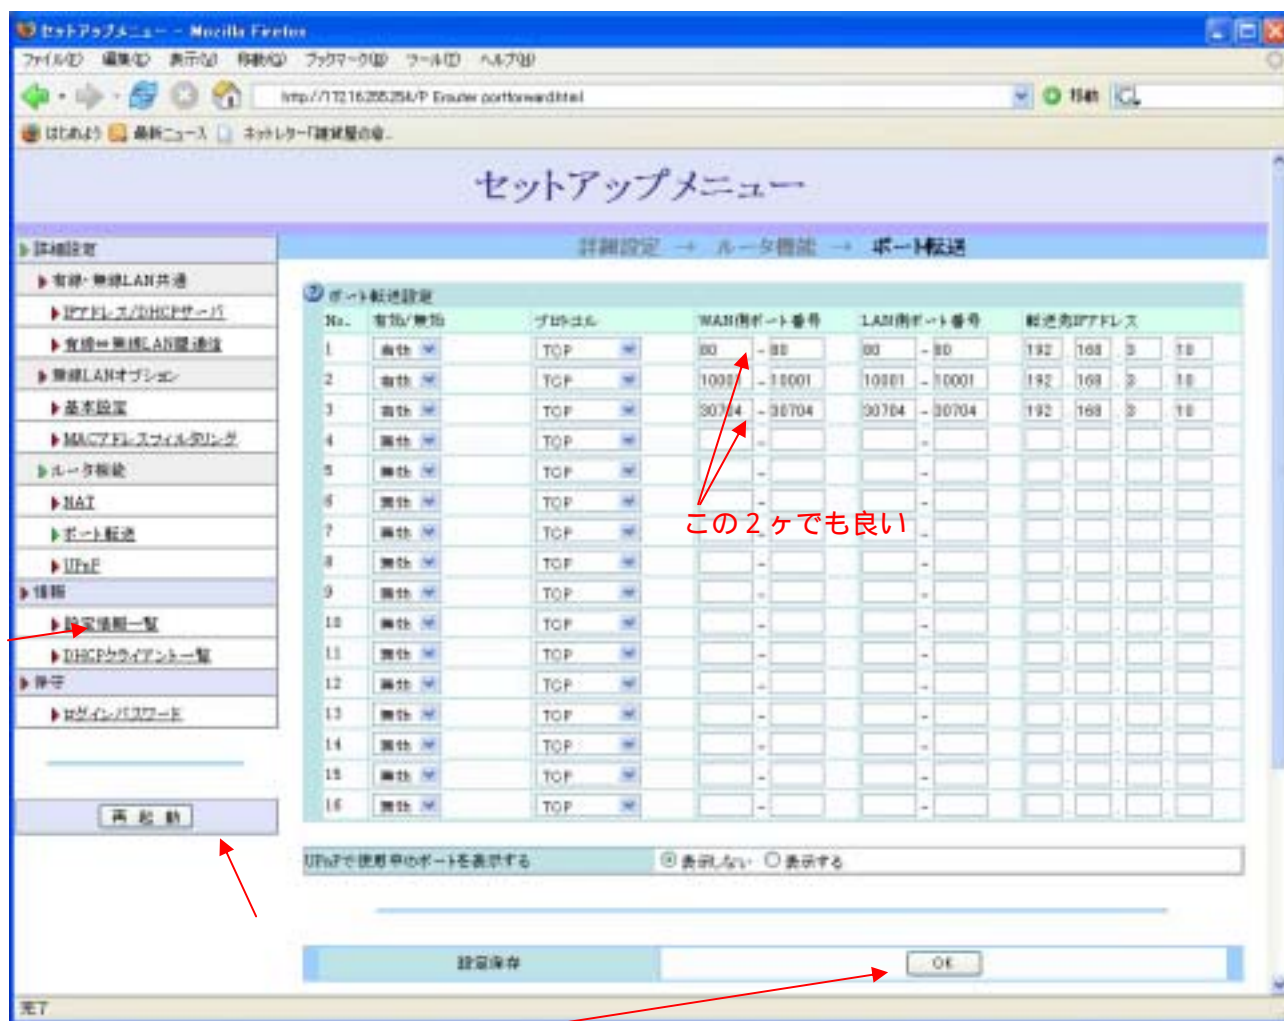 セットアップメニュー - Mozilla Firefox
ファイル(F) 編集(E) 表示(V) 移動(G) ブックマーク(B) ツール(T) ヘルプ(H)
移動
はじめよう 最新ニュース
セットアップメニュー
詳細設定 → ルータ機能 → ポート転送
詳細設定
有線・無線LAN共通
IPアドレス/DHCPサーバ
有線⇔無線LAN間通信
無線LANオプション
基本設定
MACアドレスフィルタリング
ルータ機能
NAT
ポート転送
UPnP
情報
設定情報一覧
DHCPクライアント一覧
保守
ログインパスワード
再 起 動
ポート転送設定
No. 有効/無効 プロトコル WAN側ポート番号 LAN側ポート番号 転送先IPアドレス
1 有効 TCP 80 - 80 80 - 80 192 . 168 . 3 . 10
2 有効 TCP 10001 - 10001 10001 - 10001 192 . 168 . 3 . 10
3 有効 TCP 30704 - 30704 30704 - 30704 192 . 168 . 3 . 10
4 無効 TCP - - . . .
5 無効 TCP - - . . .
6 無効 TCP - - . . .
7 無効 TCP - - . . .
8 無効 TCP - - . . .
9 無効 TCP - - . . .
10 無効 TCP - - . . .
11 無効 TCP - - . . .
12 無効 TCP - - . . .
13 無効 TCP - - . . .
14 無効 TCP - - . . .
15 無効 TCP - - . . .
16 無効 TCP - - . . .
この2ヶでも良い
UPnPで使用中のポートを表示する 表示しない 表示する
設定保存 OK
完了